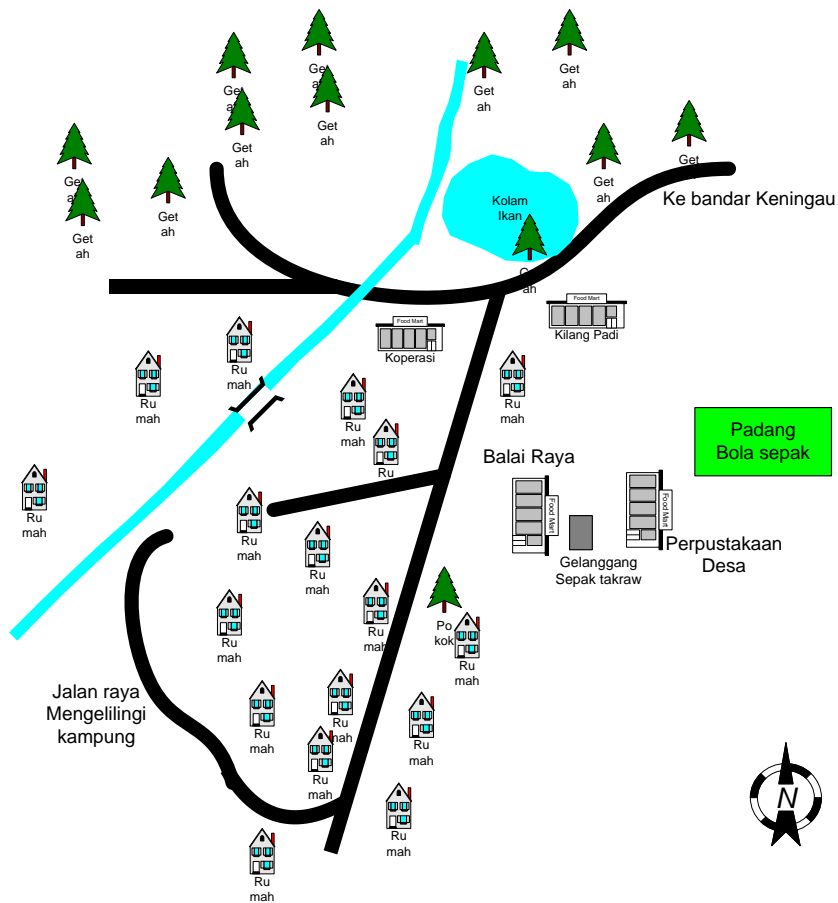 Get
ah
Get
ah
Get
ah
Get
ah
Get
ah
Get
ah
Get
Get
ah
Get
ah
Get
ah
Get
ah
Kolam
Ikan
ah
Ke bandar Keningau
Food Mart
Kilang Padi
Food Mart
Koperasi
Ru
mah
Ru
mah
Ru
mah
Ru
mah
Ru
Padang
Bola sepak
Balai Raya
Food Mart
Food Mart
Perpustakaan
Desa
Gelanggang
Sepak takraw
Ru
mah
Ru
mah
Ru
mah
Ru
mah
Ru
mah
Po
kok
Ru
mah
Jalan raya
Mengelilingi
kampung
Ru
mah
Ru
mah
Ru
mah
Ru
mah
Ru
mah
Ru
mah
N